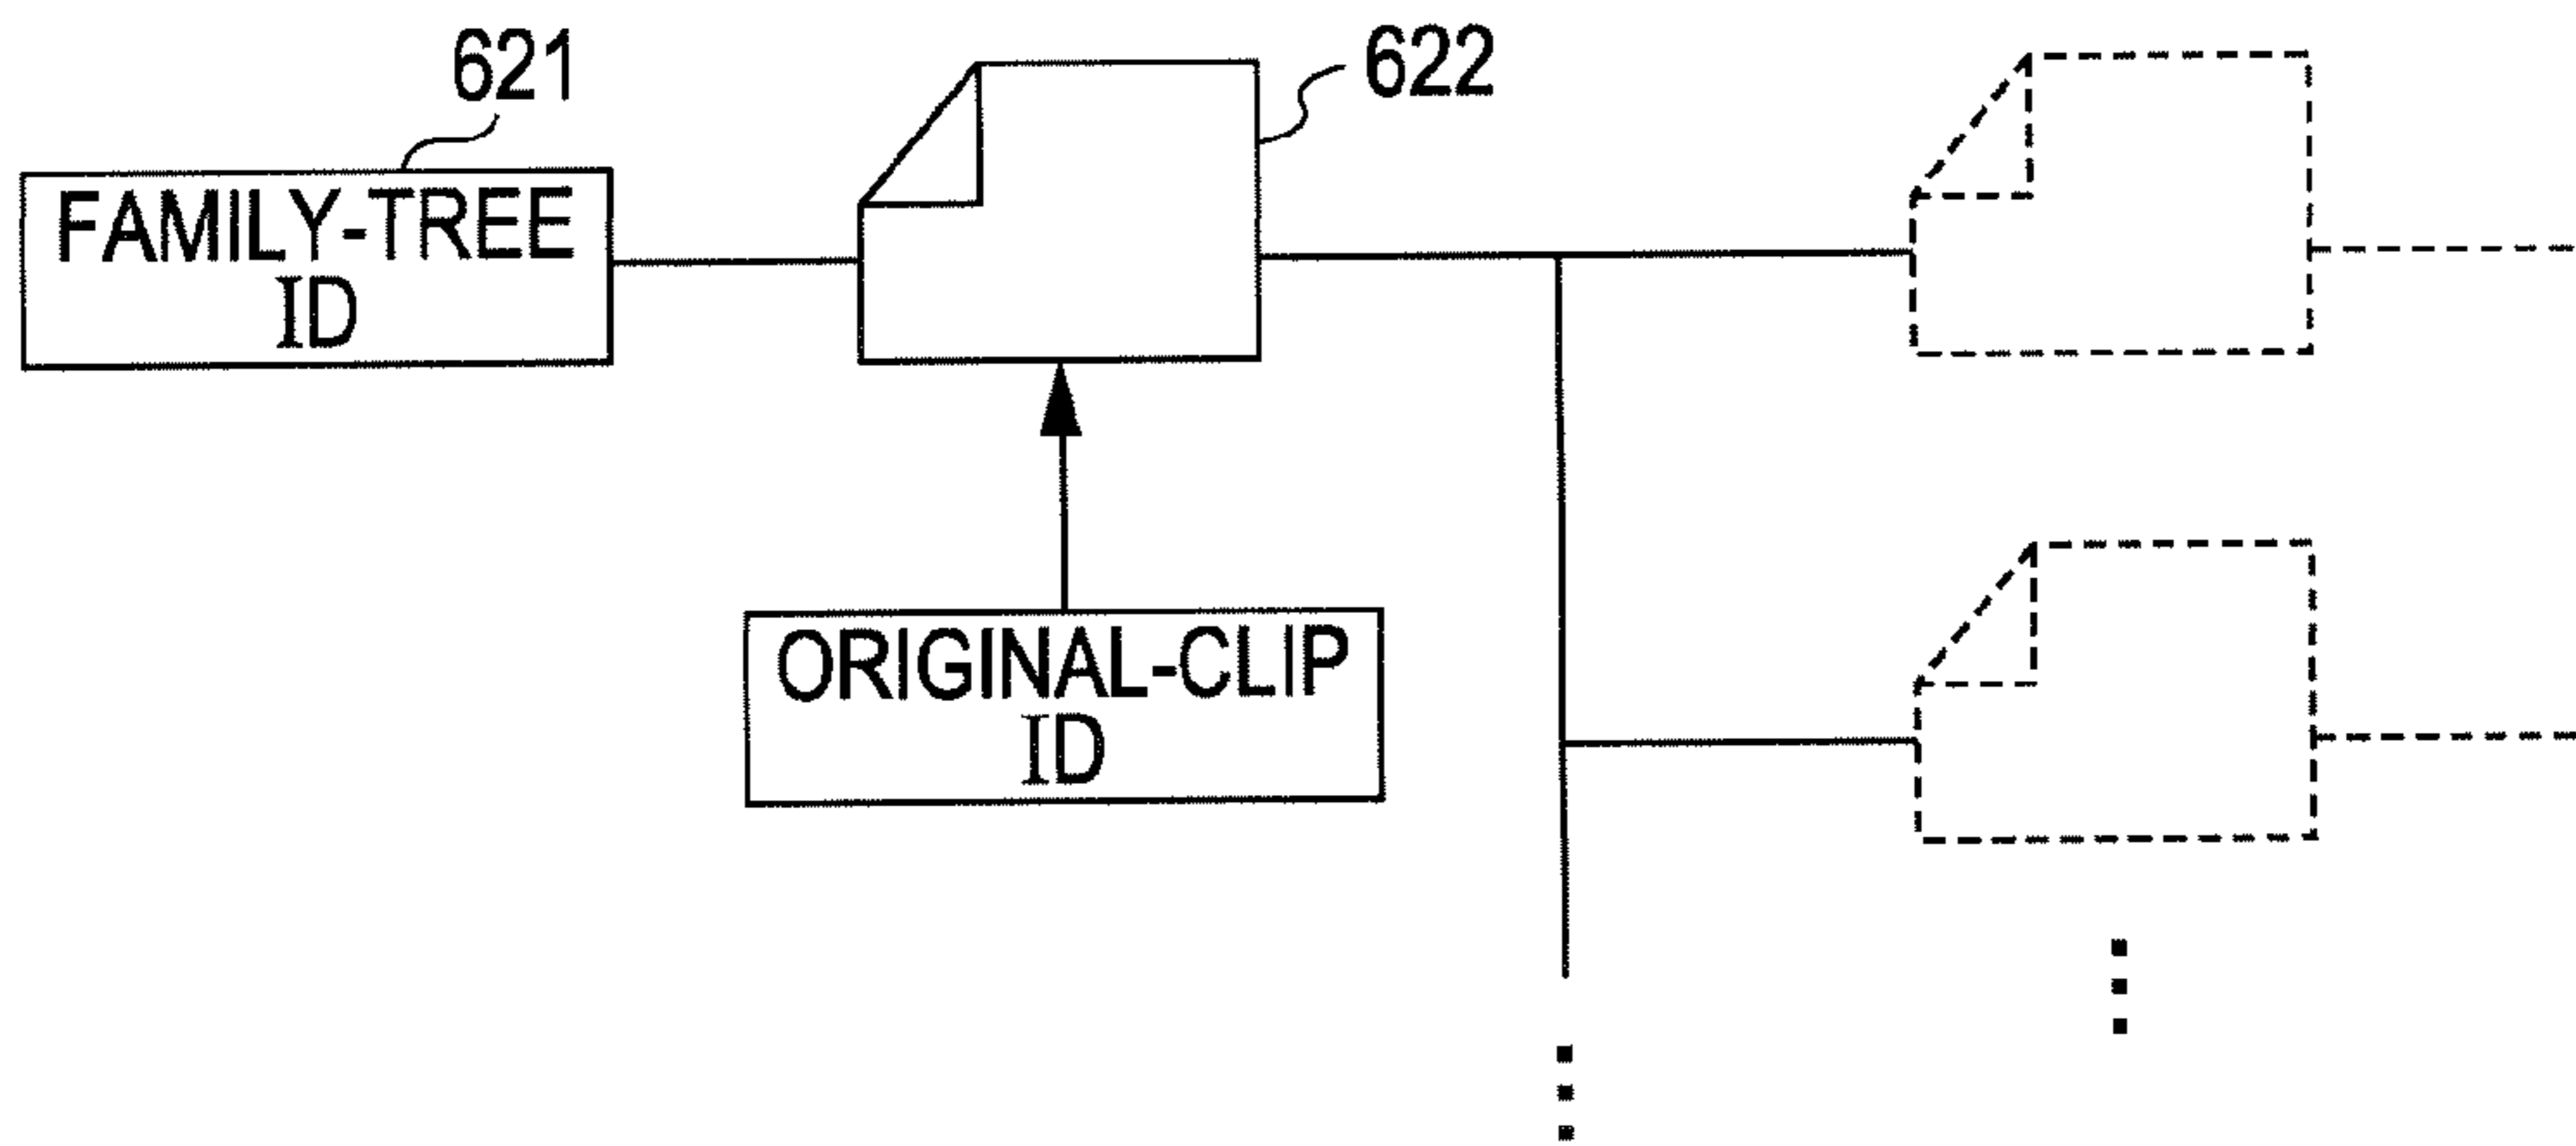 621
622
FAMILY-TREE
ID
ORIGINAL-CLIP
ID